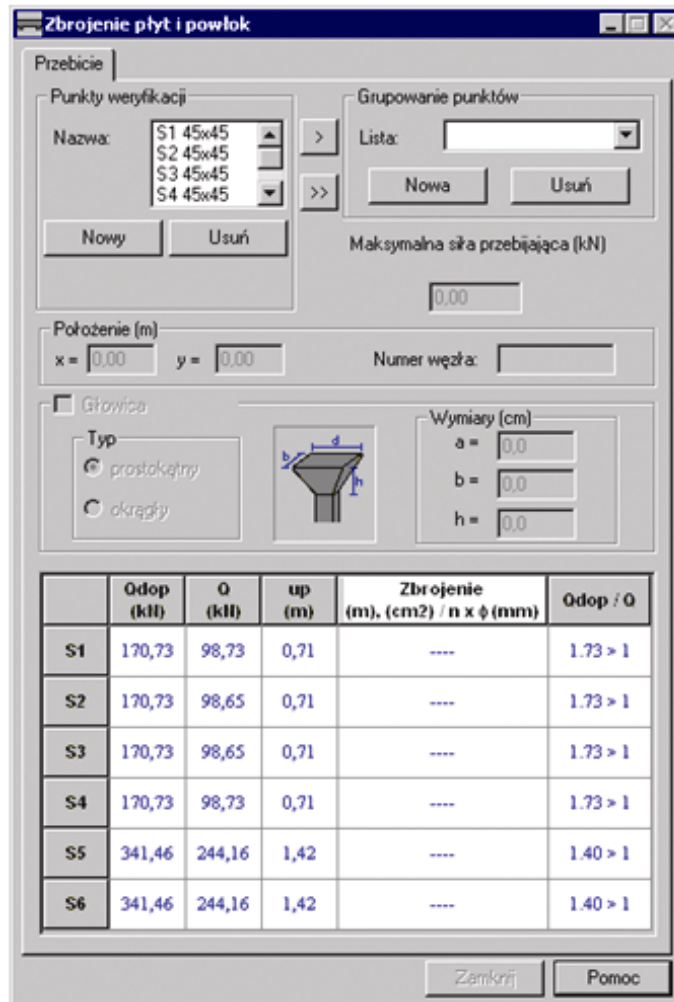 Zbrojenie płyt i powłok
Przebicie
Punkty weryfikacji
Nazwa:
S1 45x45
S2 45x45
S3 45x45
S4 45x45
>
>>
Nowy
Usuń
Grupowanie punktów
Lista:
Nowa
Usuń
Maksymalna siła przebijająca (kN)
0,00
Położenie (m)
x = 0,00 y = 0,00 Numer węzła:
Głowica
Typ
prostokątny
okrągły
b d
h
Wymiary (cm)
a = 0,0
b = 0,0
h = 0,0
Qdop (kN) Q (kN) up (m) Zbrojenie (m), (cm2) / n x ϕ (mm) Qdop / Q
S1 170,73 98,73 0,71 ---- 1.73 > 1
S2 170,73 98,65 0,71 ---- 1.73 > 1
S3 170,73 98,65 0,71 ---- 1.73 > 1
S4 170,73 98,73 0,71 ---- 1.73 > 1
S5 341,46 244,16 1,42 ---- 1.40 > 1
S6 341,46 244,16 1,42 ---- 1.40 > 1
Zamknij
Pomoc